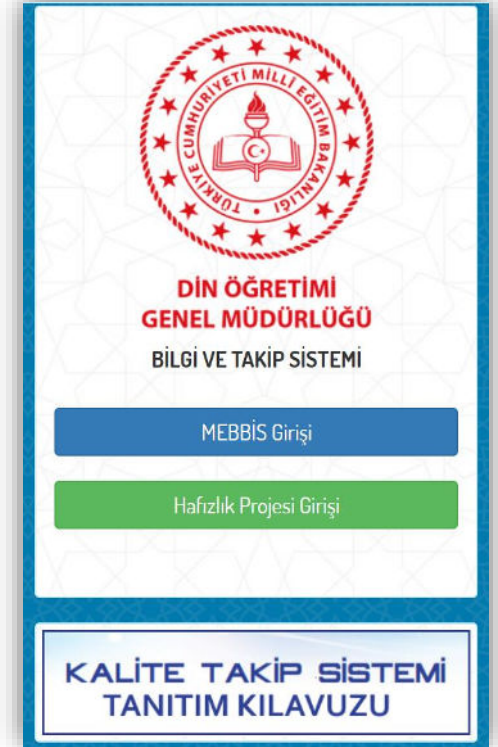 TÜRKİYE CUMHURİYETİ MİLLİ EĞİTİM BAKANLIĞI
DİN ÖĞRETİMİ
GENEL MÜDÜRLÜĞÜ
BİLGİ VE TAKİP SİSTEMİ
MEBBİS Girişi
Hafızlık Projesi Girişi
KALİTE TAKİP SİSTEMİ
TANITIM KILAVUZU